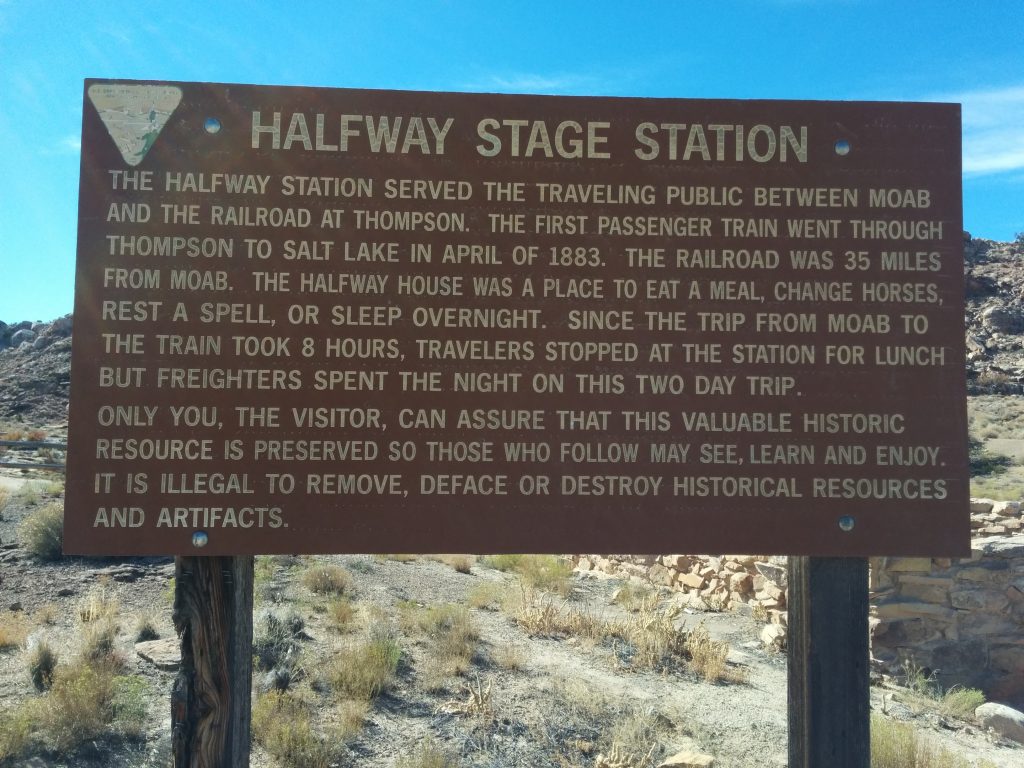 HALFWAY STAGE STATION
THE HALFWAY STATION SERVED THE TRAVELING PUBLIC BETWEEN MOAB
AND THE RAILROAD AT THOMPSON. THE FIRST PASSENGER TRAIN WENT THROUGH
THOMPSON TO SALT LAKE IN APRIL OF 1883. THE RAILROAD WAS 35 MILES
FROM MOAB. THE HALFWAY HOUSE WAS A PLACE TO EAT A MEAL, CHANGE HORSES,
REST A SPELL, OR SLEEP OVERNIGHT. SINCE THE TRIP FROM MOAB TO
THE TRAIN TOOK 8 HOURS, TRAVELERS STOPPED AT THE STATION FOR LUNCH
BUT FREIGHTERS SPENT THE NIGHT ON THIS TWO DAY TRIP.
ONLY YOU, THE VISITOR, CAN ASSURE THAT THIS VALUABLE HISTORIC
RESOURCE IS PRESERVED SO THOSE WHO FOLLOW MAY SEE, LEARN AND ENJOY.
IT IS ILLEGAL TO REMOVE, DEFACE OR DESTROY HISTORICAL RESOURCES
AND ARTIFACTS.